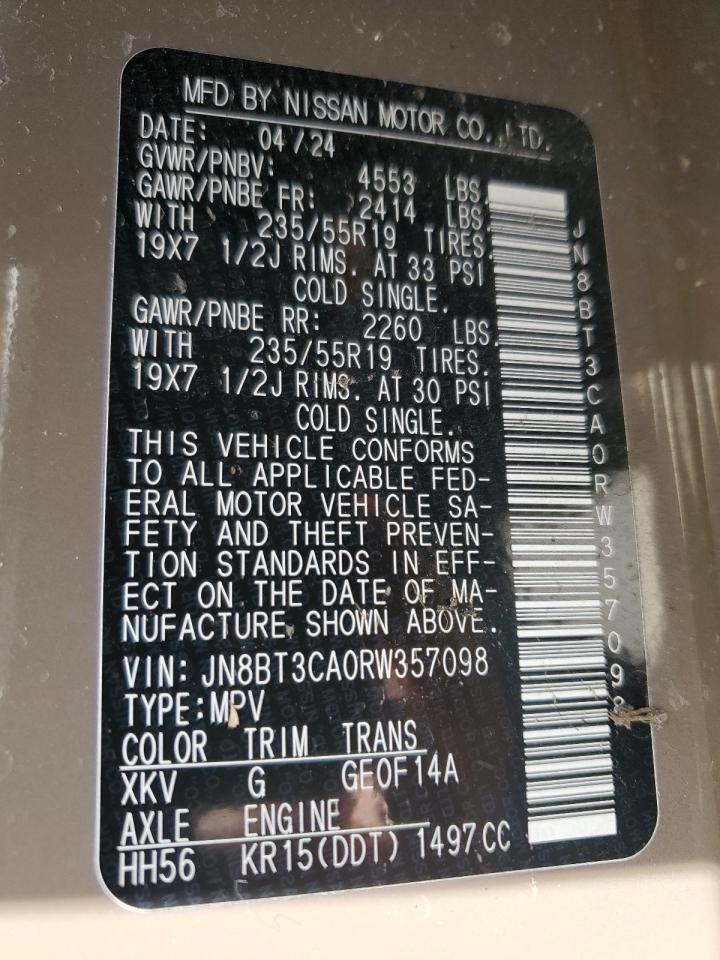 MFD BY NISSAN MOTOR CO., LTD.
DATE: 04/24
GVWR/PNBV: 4553 LBS
GAWR/PNBE FR: 2414 LBS
WITH 235/55R19 TIRES.
19X7 1/2J RIMS. AT 33 PSI
COLD SINGLE.
GAWR/PNBE RR: 2260 LBS.
WITH 235/55R19 TIRES.
19X7 1/2J RIMS. AT 30 PSI
COLD SINGLE.
THIS VEHICLE CONFORMS
TO ALL APPLICABLE FED-
ERAL MOTOR VEHICLE SA-
FETY AND THEFT PREVEN-
TION STANDARDS IN EFF-
ECT ON THE DATE OF MA-
NUFACTURE SHOWN ABOVE.
VIN: JN8BT3CA0RW357098
TYPE:MPV
COLOR TRIM TRANS
XKV G GE0F14A
AXLE ENGINE
HH56 KR15(DDT) 1497CC
JN8BT3CA0RW357098